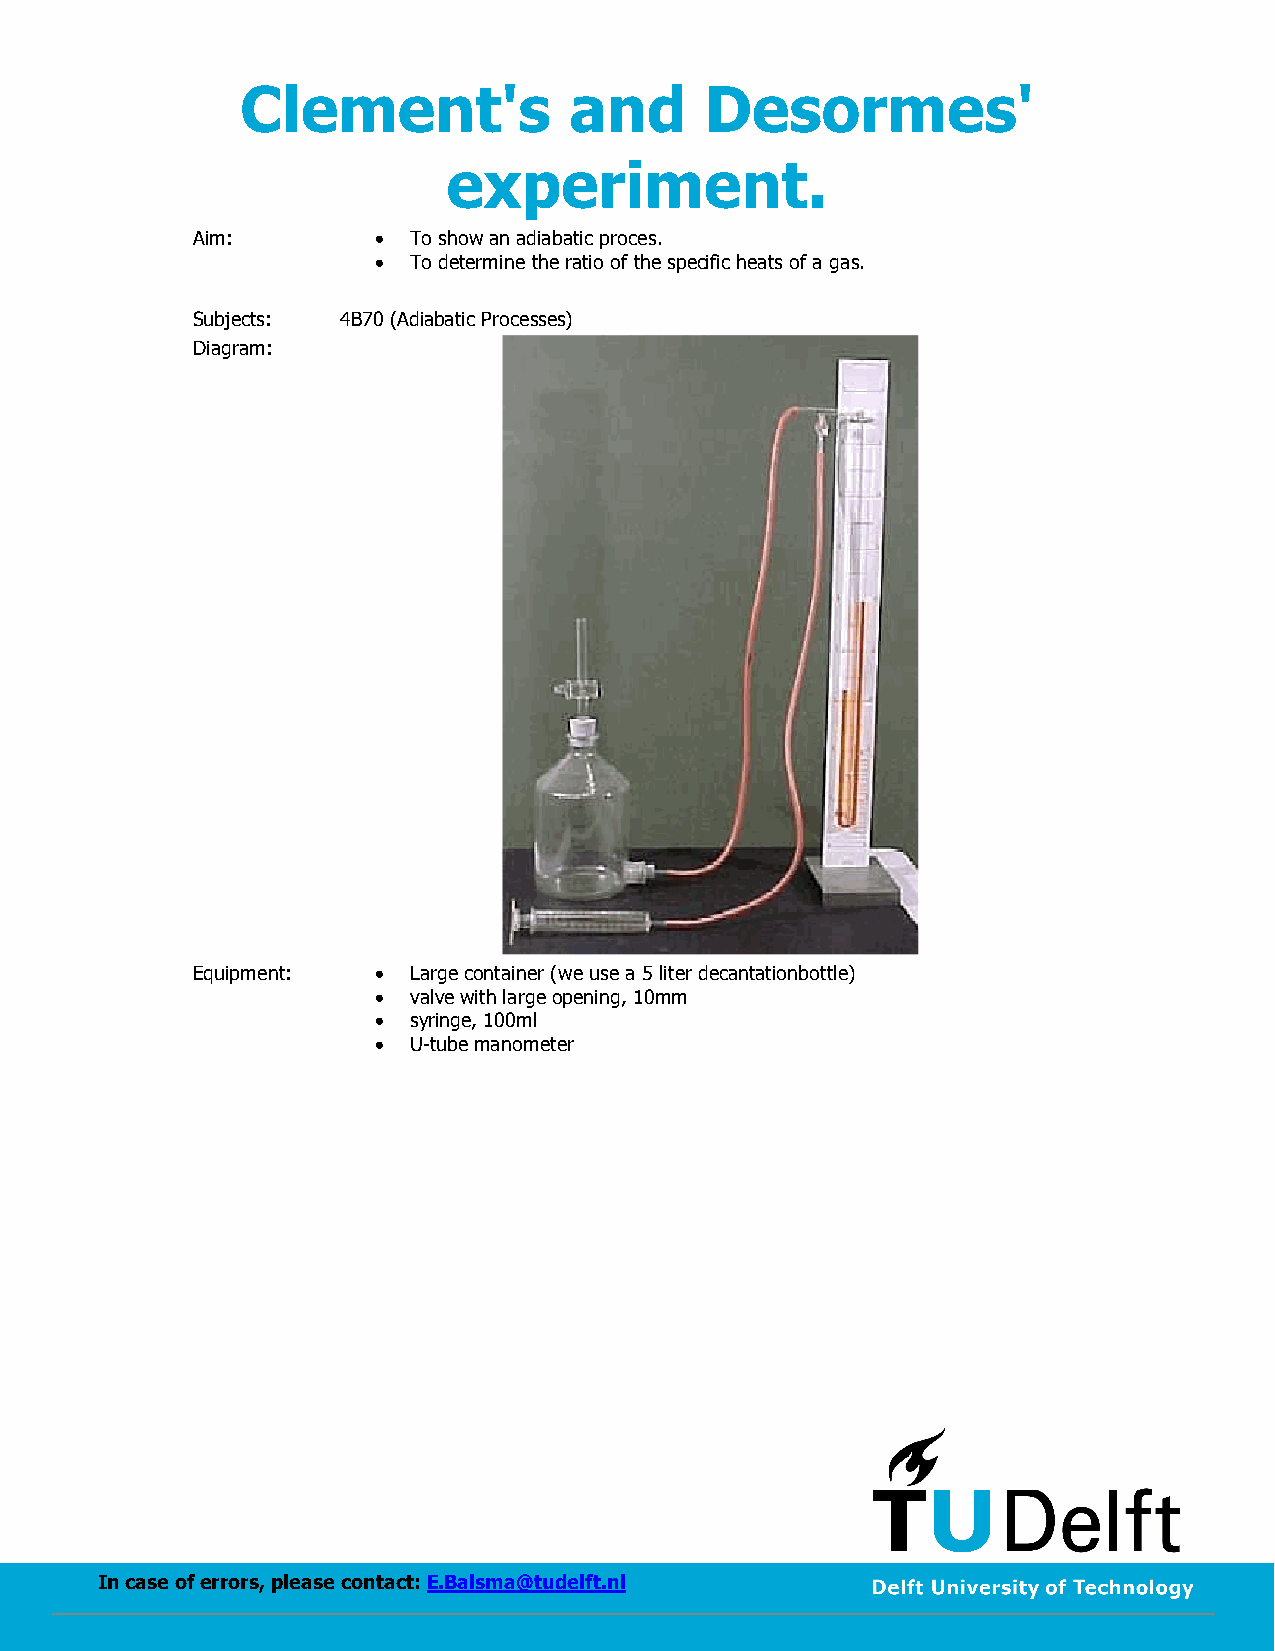 Clement's and Desormes'
experiment.
Aim: • To show an adiabatic proces.
• To determine the ratio of the specific heats of a gas.
Subjects: 4B70 (Adiabatic Processes)
Diagram:
Equipment: • Large container (we use a 5 liter decantationbottle)
• valve with large opening, 10mm
• syringe, 100ml
• U-tube manometer
TUDelft
In case of errors, please contact: E.Balsma@tudelft.nl
Delft University of Technology